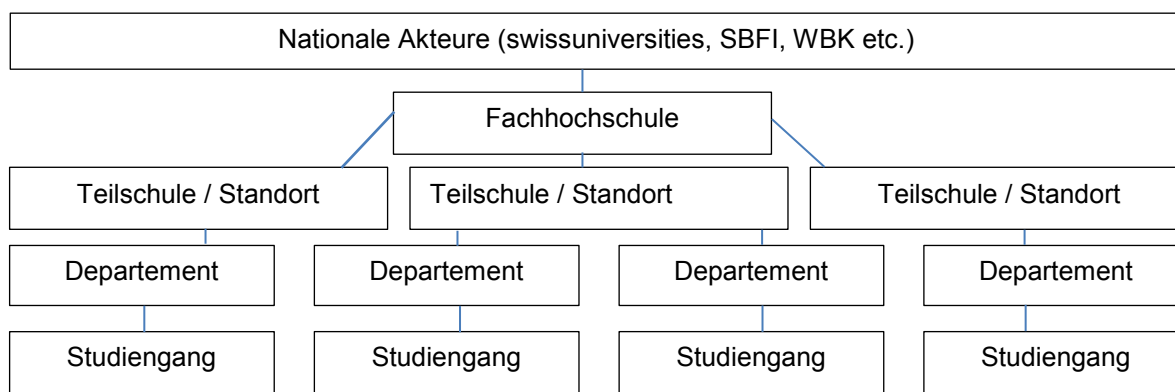 Nationale Akteure (swissuniversities, SBFI, WBK etc.)
Fachhochschule
Teilschule / Standort
Teilschule / Standort
Teilschule / Standort
Departement
Departement
Departement
Departement
Studiengang
Studiengang
Studiengang
Studiengang